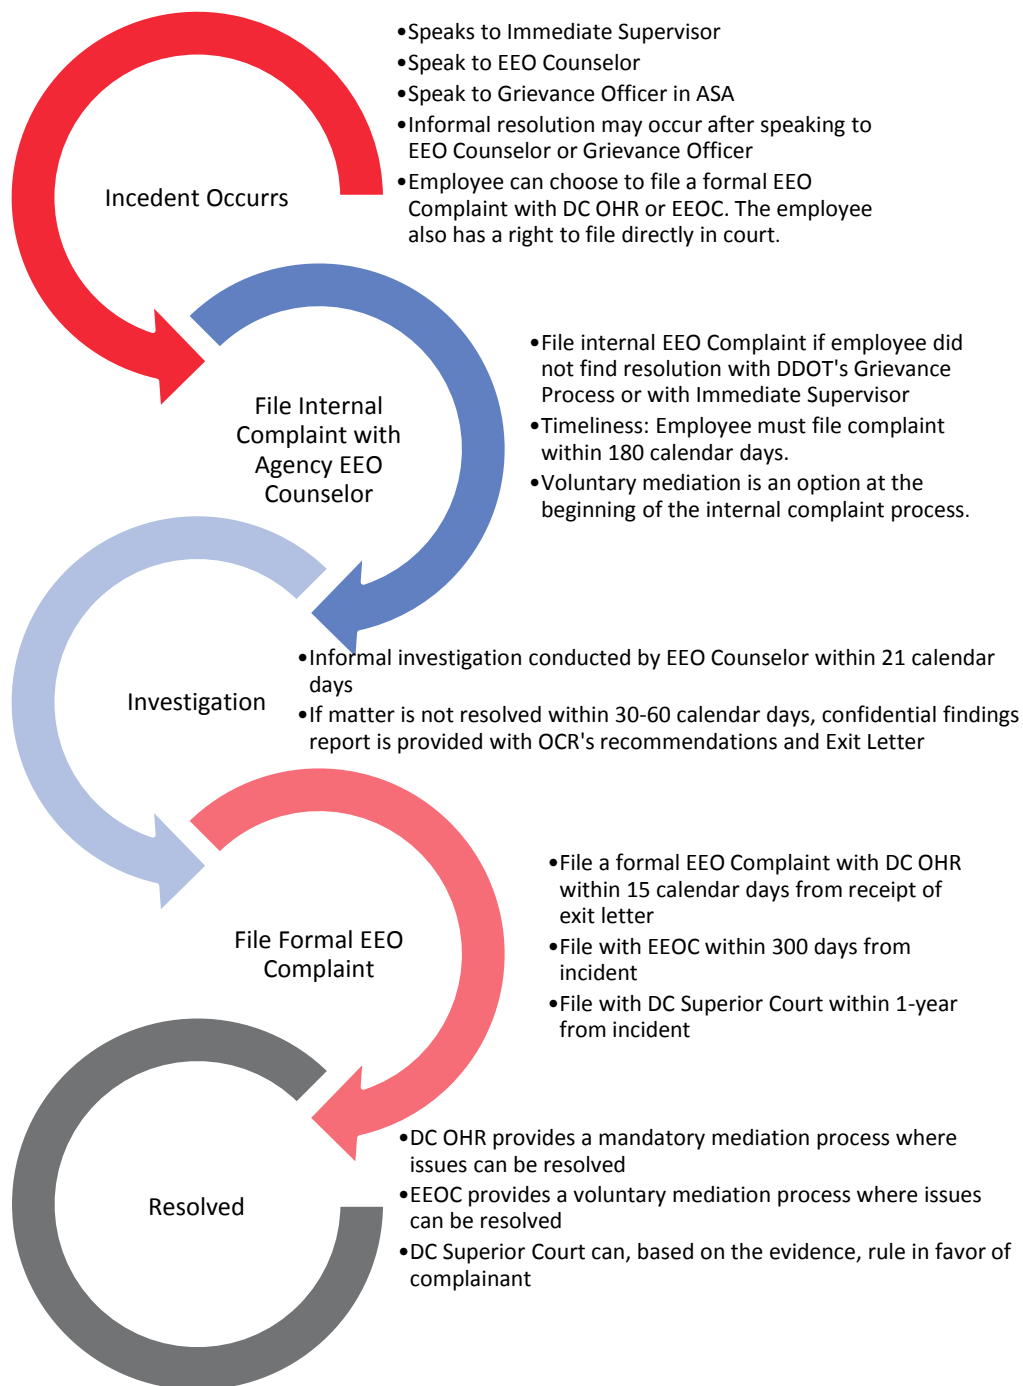 •Speaks to Immediate Supervisor
•Speak to EEO Counselor
•Speak to Grievance Officer in ASA
•Informal resolution may occur after speaking to
EEO Counselor or Grievance Officer
•Employee can choose to file a formal EEO
Complaint with DC OHR or EEOC. The employee
also has a right to file directly in court.
Incedent Occurrs
•File internal EEO Complaint if employee did
not find resolution with DDOT's Grievance
Process or with Immediate Supervisor
•Timeliness: Employee must file complaint
within 180 calendar days.
•Voluntary mediation is an option at the
beginning of the internal complaint process.
File Internal
Complaint with
Agency EEO
Counselor
•Informal investigation conducted by EEO Counselor within 21 calendar
days
•If matter is not resolved within 30-60 calendar days, confidential findings
report is provided with OCR's recommendations and Exit Letter
Investigation
•File a formal EEO Complaint with DC OHR
within 15 calendar days from receipt of
exit letter
•File with EEOC within 300 days from
incident
•File with DC Superior Court within 1-year
from incident
File Formal EEO
Complaint
•DC OHR provides a mandatory mediation process where
issues can be resolved
•EEOC provides a voluntary mediation process where issues
can be resolved
•DC Superior Court can, based on the evidence, rule in favor of
complainant
Resolved